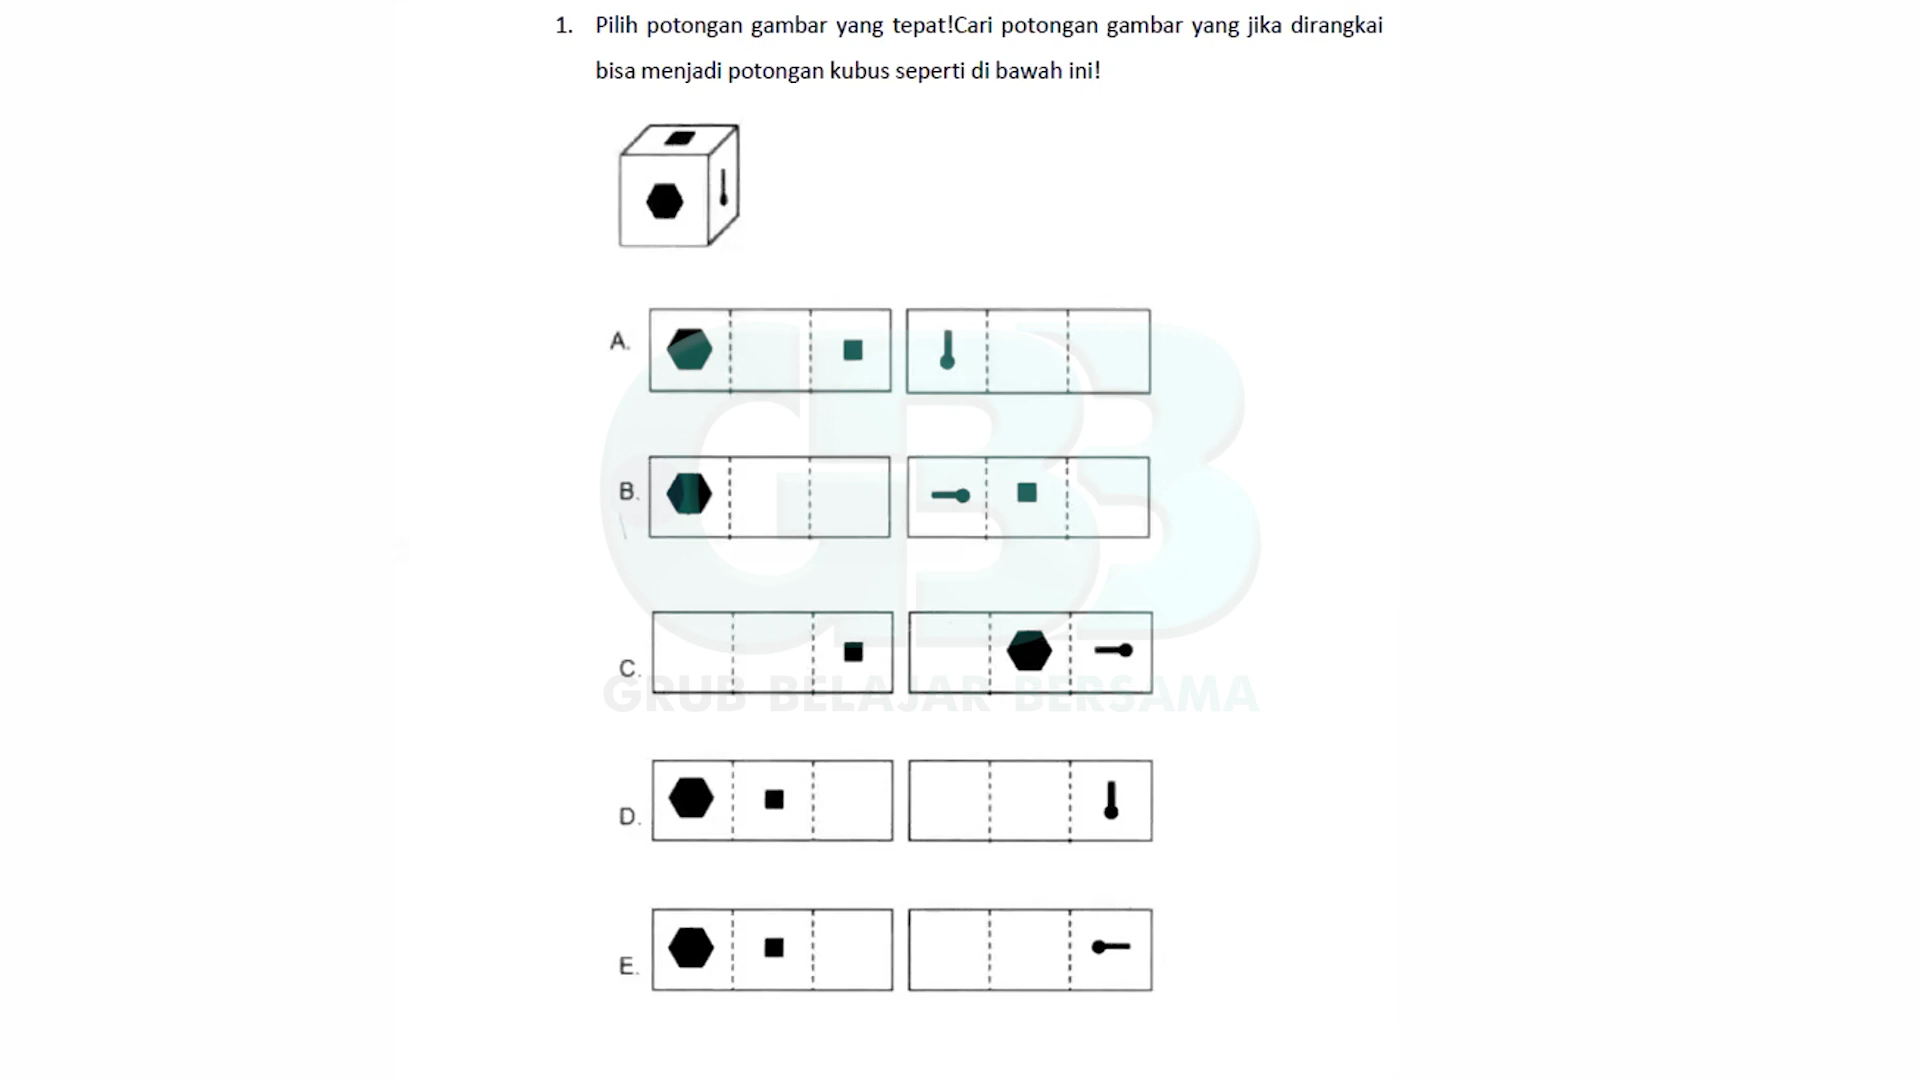 1. Pilih potongan gambar yang tepat!Cari potongan gambar yang jika dirangkai
bisa menjadi potongan kubus seperti di bawah ini!
A.
B.
GBB
C.
GRUB BELAJAR BERSAMA
D.
E.